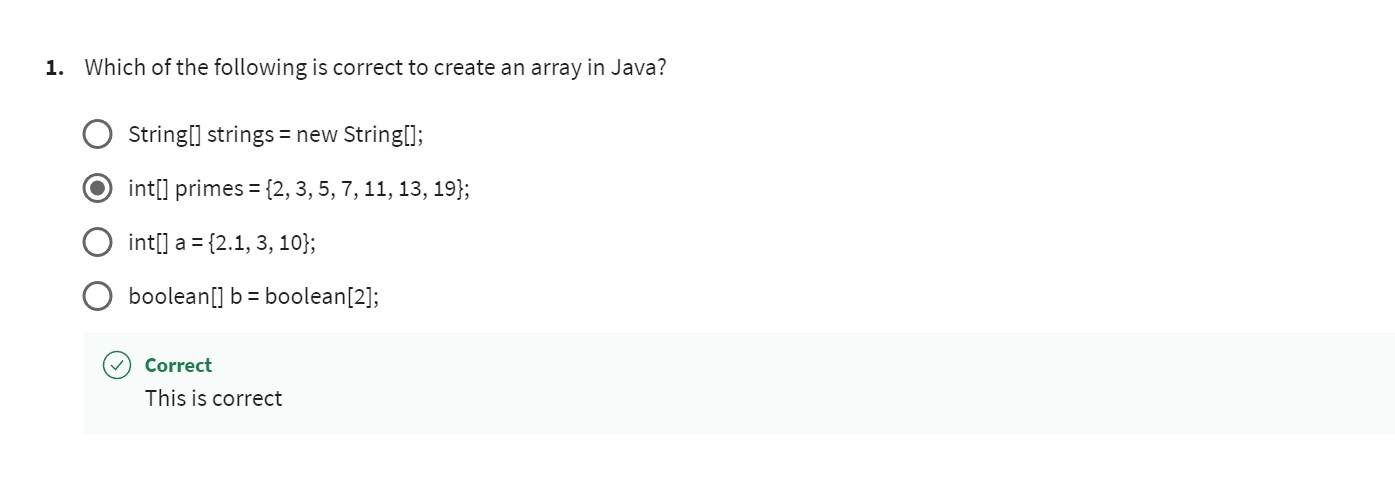 1. Which of the following is correct to create an array in Java?
String[] strings = new String[];
int[] primes = {2, 3, 5, 7, 11, 13, 19};
int[] a = {2.1, 3, 10};
boolean[] b = boolean[2];
Correct
This is correct